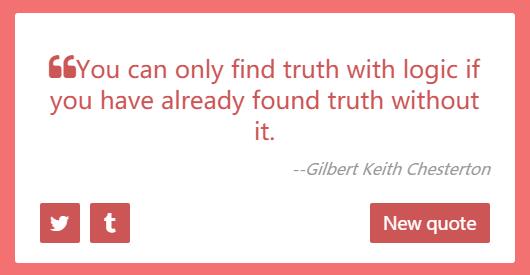 ❝You can only find truth with logic if
you have already found truth without
it.
--Gilbert Keith Chesterton
New quote